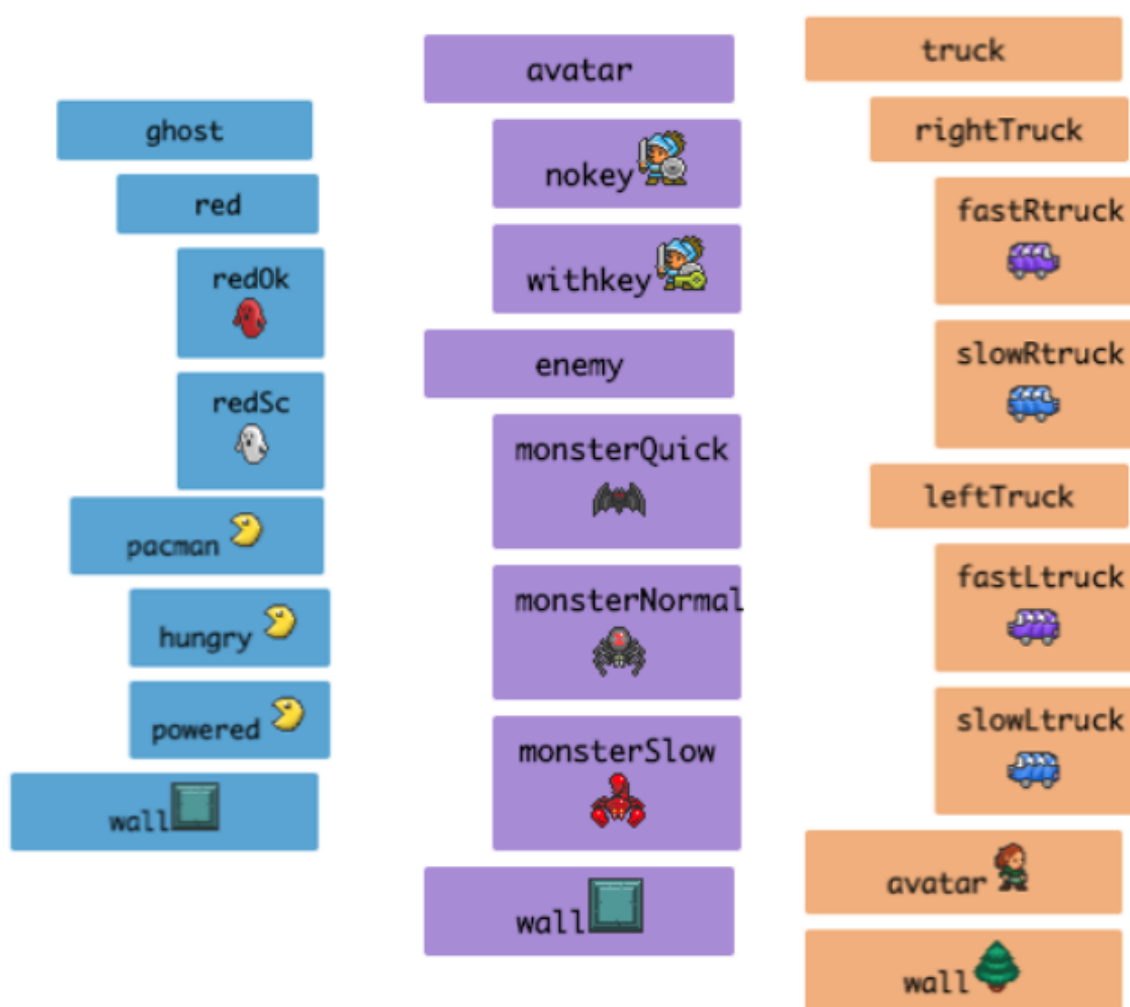 ghost
red
redOk
redSc
pacman
hungry
powered
wall
avatar
nokey
withkey
enemy
monsterQuick
monsterNormal
monsterSlow
wall
truck
rightTruck
fastRtruck
slowRtruck
leftTruck
fastLtruck
slowLtruck
avatar
wall